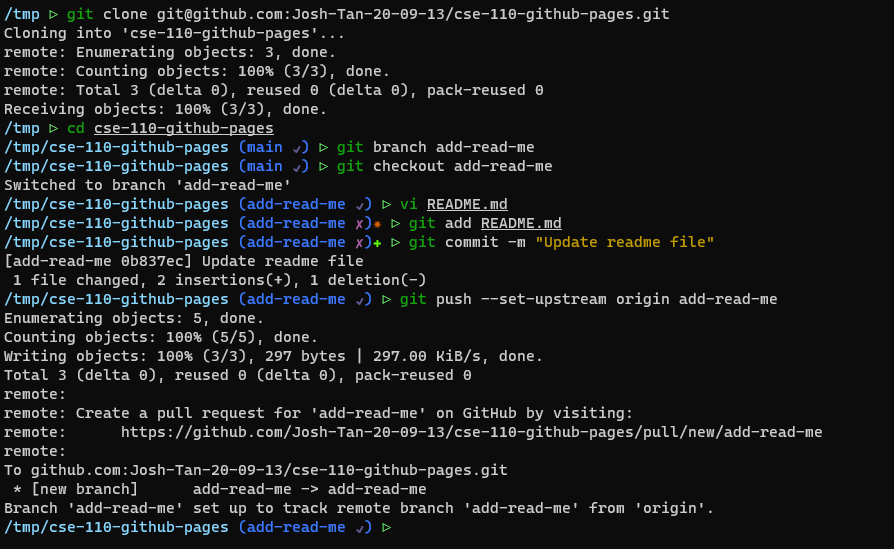 /tmp ▷ git clone git@github.com:Josh-Tan-20-09-13/cse-110-github-pages.git
Cloning into 'cse-110-github-pages'...
remote: Enumerating objects: 3, done.
remote: Counting objects: 100% (3/3), done.
remote: Total 3 (delta 0), reused 0 (delta 0), pack-reused 0
Receiving objects: 100% (3/3), done.
/tmp ▷ cd cse-110-github-pages
/tmp/cse-110-github-pages (main ✓) ▷ git branch add-read-me
/tmp/cse-110-github-pages (main ✓) ▷ git checkout add-read-me
Switched to branch 'add-read-me'
/tmp/cse-110-github-pages (add-read-me ✓) ▷ vi README.md
/tmp/cse-110-github-pages (add-read-me ✗)✹ ▷ git add README.md
/tmp/cse-110-github-pages (add-read-me ✗)✚ ▷ git commit -m "Update readme file"
[add-read-me 0b837ec] Update readme file
 1 file changed, 2 insertions(+), 1 deletion(-)
/tmp/cse-110-github-pages (add-read-me ✓) ▷ git push --set-upstream origin add-read-me
Enumerating objects: 5, done.
Counting objects: 100% (5/5), done.
Writing objects: 100% (3/3), 297 bytes | 297.00 KiB/s, done.
Total 3 (delta 0), reused 0 (delta 0), pack-reused 0
remote:
remote: Create a pull request for 'add-read-me' on GitHub by visiting:
remote:      https://github.com/Josh-Tan-20-09-13/cse-110-github-pages/pull/new/add-read-me
remote:
To github.com:Josh-Tan-20-09-13/cse-110-github-pages.git
 * [new branch]      add-read-me -> add-read-me
Branch 'add-read-me' set up to track remote branch 'add-read-me' from 'origin'.
/tmp/cse-110-github-pages (add-read-me ✓) ▷